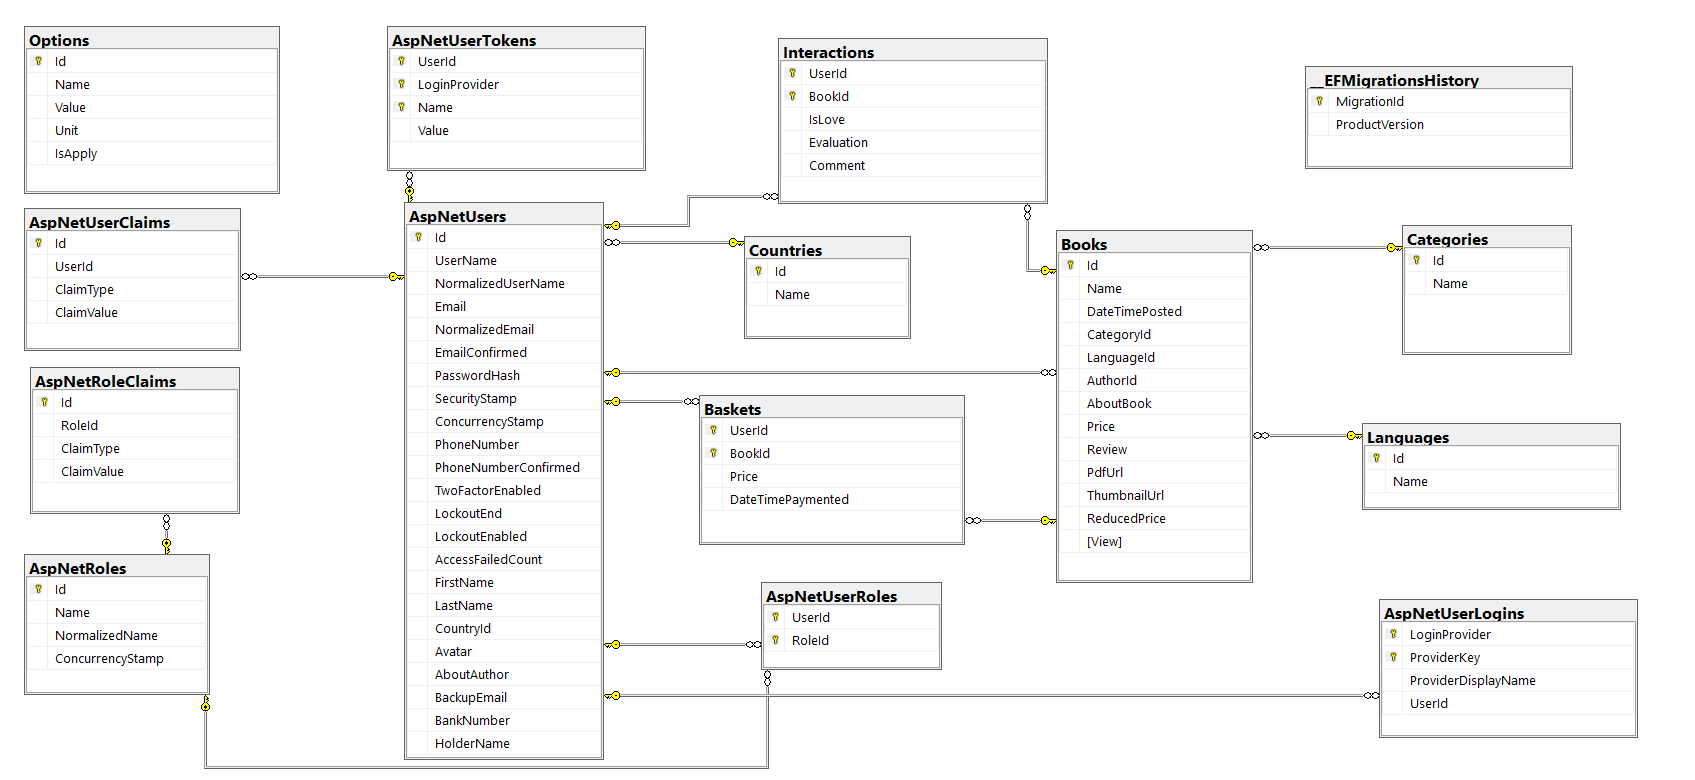 Options
Id
Name
Value
Unit
IsApply
AspNetUserTokens
UserId
LoginProvider
Name
Value
Interactions
UserId
BookId
IsLove
Evaluation
Comment
__EFMigrationsHistory
MigrationId
ProductVersion
AspNetUserClaims
Id
UserId
ClaimType
ClaimValue
AspNetUsers
Id
UserName
NormalizedUserName
Email
NormalizedEmail
EmailConfirmed
PasswordHash
SecurityStamp
ConcurrencyStamp
PhoneNumber
PhoneNumberConfirmed
TwoFactorEnabled
LockoutEnd
LockoutEnabled
AccessFailedCount
FirstName
LastName
CountryId
Avatar
AboutAuthor
BackupEmail
BankNumber
HolderName
Countries
Id
Name
Books
Id
Name
DateTimePosted
CategoryId
LanguageId
AuthorId
AboutBook
Price
Review
PdfUrl
ThumbnailUrl
ReducedPrice
[View]
Categories
Id
Name
AspNetRoleClaims
Id
RoleId
ClaimType
ClaimValue
Baskets
UserId
BookId
Price
DateTimePaymented
Languages
Id
Name
AspNetRoles
Id
Name
NormalizedName
ConcurrencyStamp
AspNetUserRoles
UserId
RoleId
AspNetUserLogins
LoginProvider
ProviderKey
ProviderDisplayName
UserId